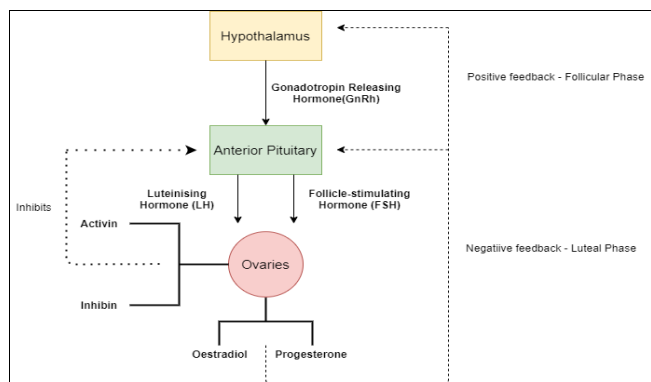 Hypothalamus
Positive feedback - Follicular Phase
Gonadotropin Releasing
Hormone(GnRh)
Anterior Pituitary
Luteinising
Hormone (LH)
Follicle-stimulating
Hormone (FSH)
Inhibits
Activin
Negatiive feedback - Luteal Phase
Ovaries
Inhibin
Oestradiol
Progesterone